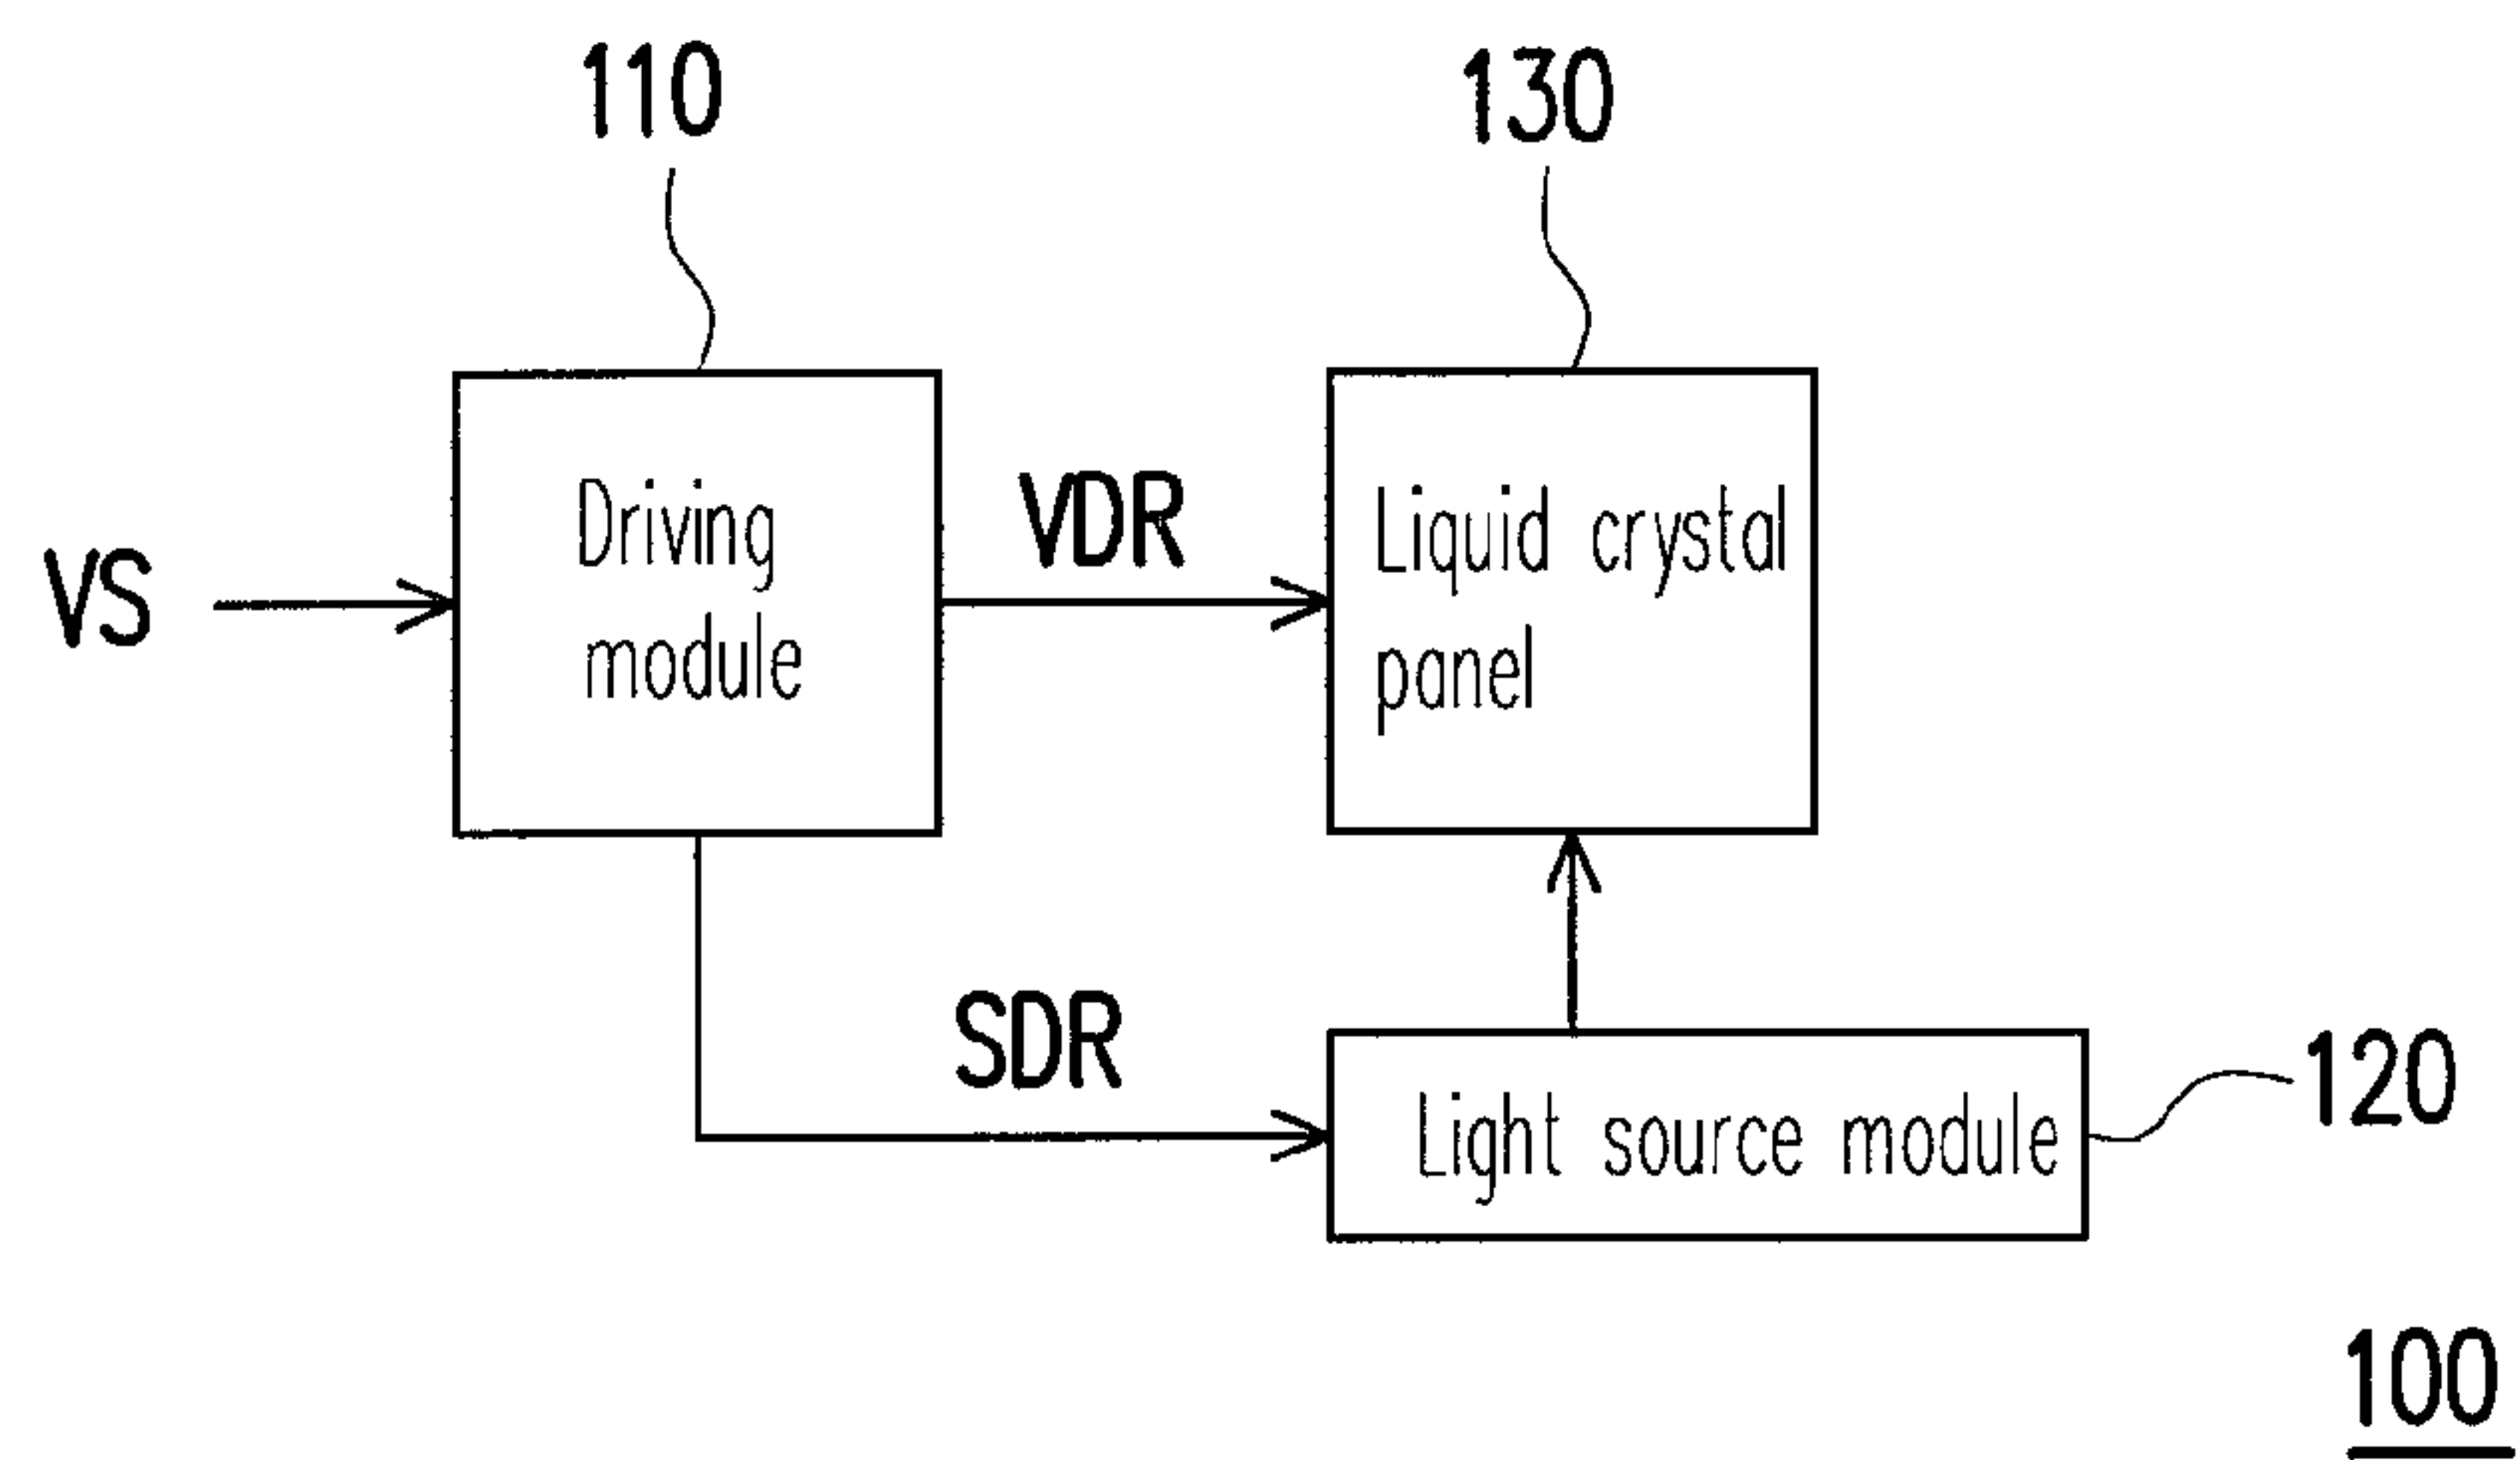 110
130
Driving
module
VDR
Liquid crystal
panel
VS
SDR
Light source module
120
100